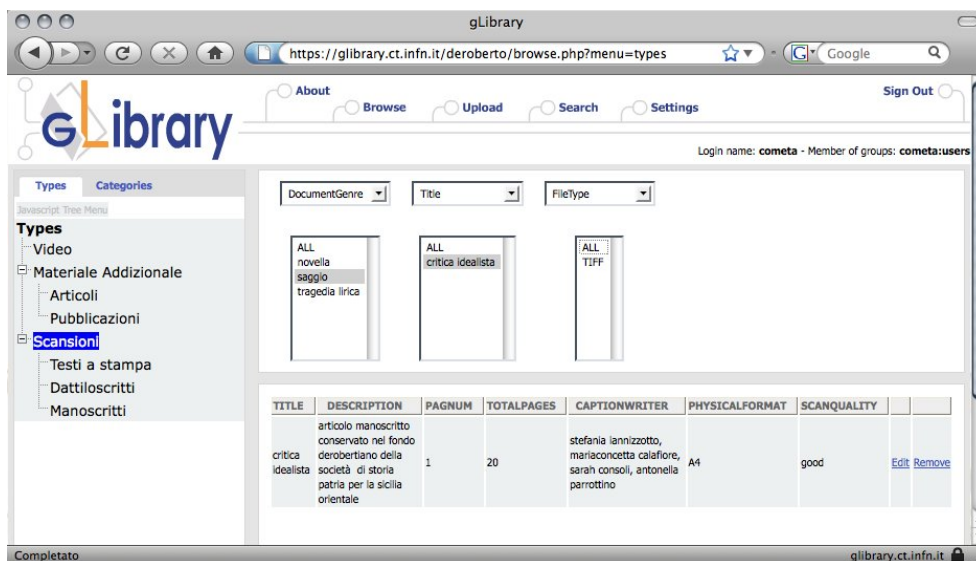 gLibrary
https://glibrary.ct.infn.it/deroberto/browse.php?menu=types
G Google
gLibrary
About
Browse
Upload
Search
Settings
Sign Out
Login name: cometa - Member of groups: cometa:users
Types Categories
Javascript Tree Menu
Types
Video
Materiale Addizionale
Articoli
Pubblicazioni
Scansioni
Testi a stampa
Dattiloscritti
Manoscritti
DocumentGenre Title FileType
ALL
novella
saggio
tragedia lirica
ALL
critica idealista
ALL
TIFF
TITLE DESCRIPTION PAGNUM TOTALPAGES CAPTIONWRITER PHYSICALFORMAT SCANQUALITY
critica
idealista
articolo manoscritto
conservato nel fondo
derobertiano della
società di storia
patria per la sicilia
orientale
1
20
stefania iannizzotto,
mariaconcetta calafiore,
sarah consoli, antonella
parrottino
A4
good
Edit Remove
Completato
glibrary.ct.infn.it